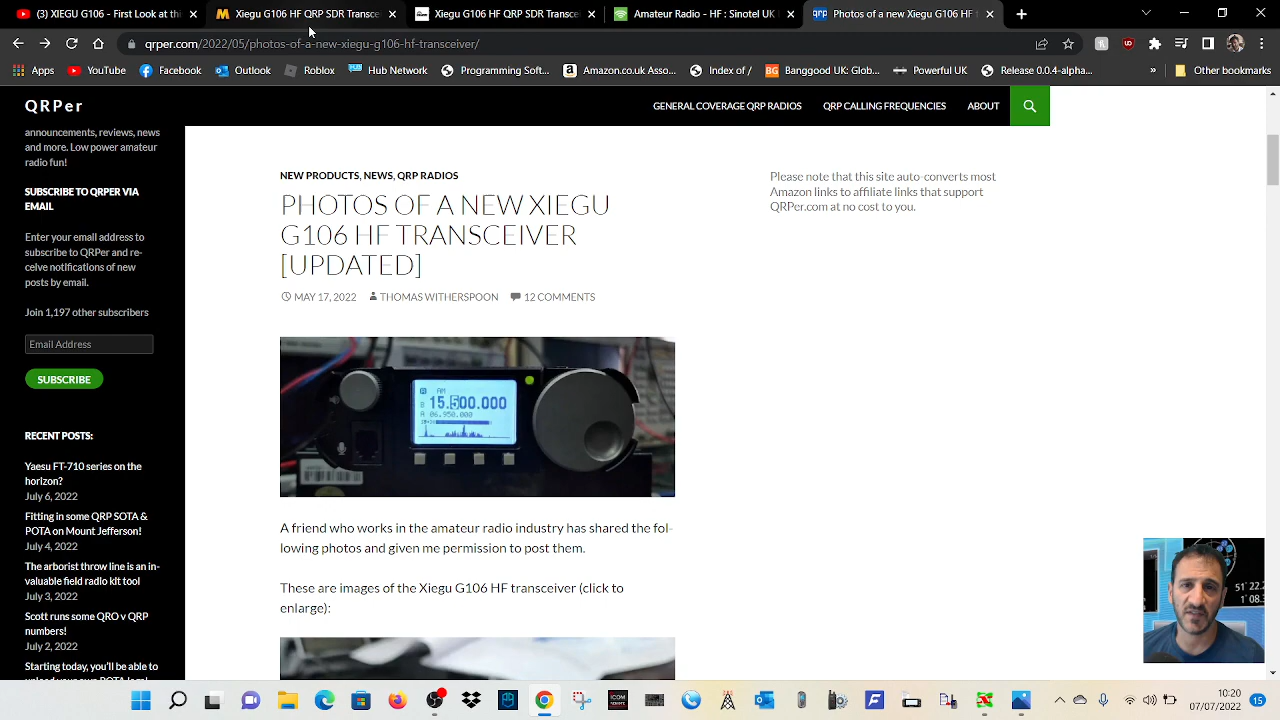 (3) XIEGU G106 - First Look at thi
Xiegu G106 HF QRP SDR Transce
Xiegu G106 HF QRP SDR Transce
Amateur Radio - HF : Sinotel UK
Photos of a new Xiegu G106 HF
qrper.com/2022/05/photos-of-a-new-xiegu-g106-hf-transceiver/
Apps
YouTube
Facebook
Outlook
Roblox
Hub Network
Programming Soft...
Amazon.co.uk Asso...
Index of /
Banggood US Glob...
Powerful UK
Release 0.0.4-alpha...
»
Other bookmarks
QRPer
GENERAL COVERAGE QRP RADIOS
QRP CALLING FREQUENCIES
ABOUT
announcements, reviews, news
and more. Low power amateur
radio fun!
SUBSCRIBE TO QRPER VIA
EMAIL
Enter your email address to
subscribe to QRPer and re-
ceive notifications of new
posts by email.
Join 1,197 other subscribers
Email Address
SUBSCRIBE
RECENT POSTS:
Yaesu FT-710 series on the
horizon?
July 6, 2022
Fitting in some QRP SOTA &
POTA on Mount Jefferson!
July 4, 2022
The arborist throw line is an in-
valuable field radio kit tool
July 3, 2022
Scott runs some QRO v QRP
numbers!
July 2, 2022
Starting today, you'll be able to
NEW PRODUCTS, NEWS, QRP RADIOS
PHOTOS OF A NEW XIEGU
G106 HF TRANSCEIVER
[UPDATED]
MAY 17, 2022
THOMAS WITHERSPOON
12 COMMENTS
AM
B 15.500.000
A 06.950.000
A friend who works in the amateur radio industry has shared the fol-
lowing photos and given me permission to post them.
These are images of the Xiegu G106 HF transceiver (click to
enlarge):
Please note that this site auto-converts most
Amazon links to affiliate links that support
QRPer.com at no cost to you.
51° 22.
1° 08.
10:20
07/07/2022
15